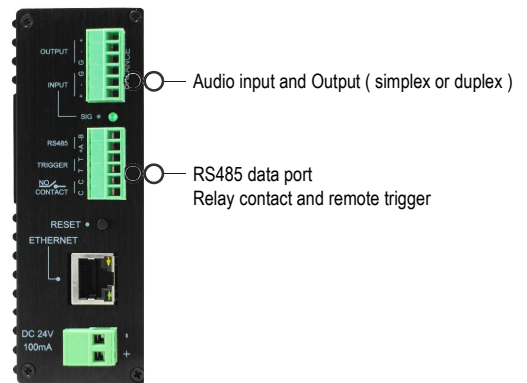 OUTPUT + - G
INPUT G - +
SIG
RS485 +A -B
TRIGGER T T
NO CONTACT C C
RESET
ETHERNET
DC 24V
100mA
- +
Audio input and Output ( simplex or duplex )
RS485 data port
Relay contact and remote trigger